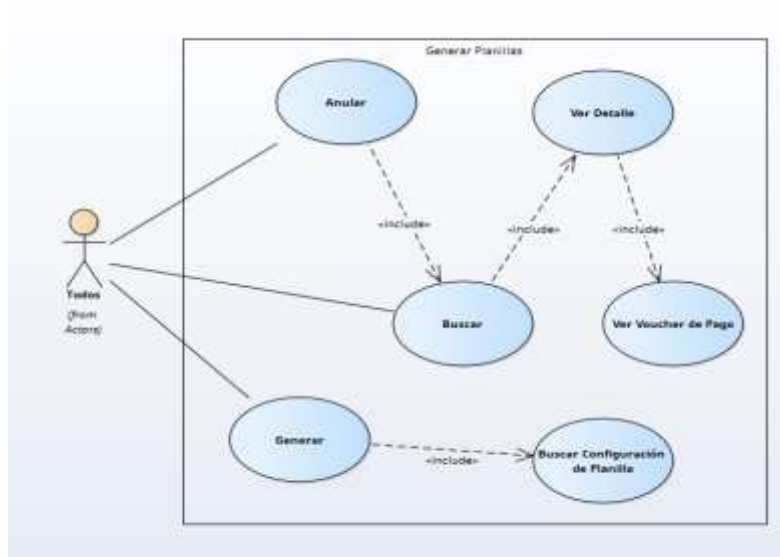 Generar Planillas
Anular
Ver Detalle
«include»
«include»
«include»
Todos
(from
Actors)
Buscar
Ver Voucher de Pago
Generar
«include»
Buscar Configuración
de Planilla